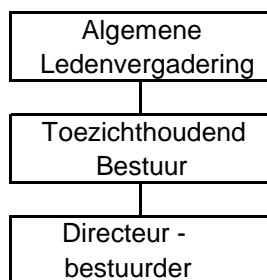 Algemene
Ledenvergadering
Toezichthoudend
Bestuur
Directeur -
bestuurder